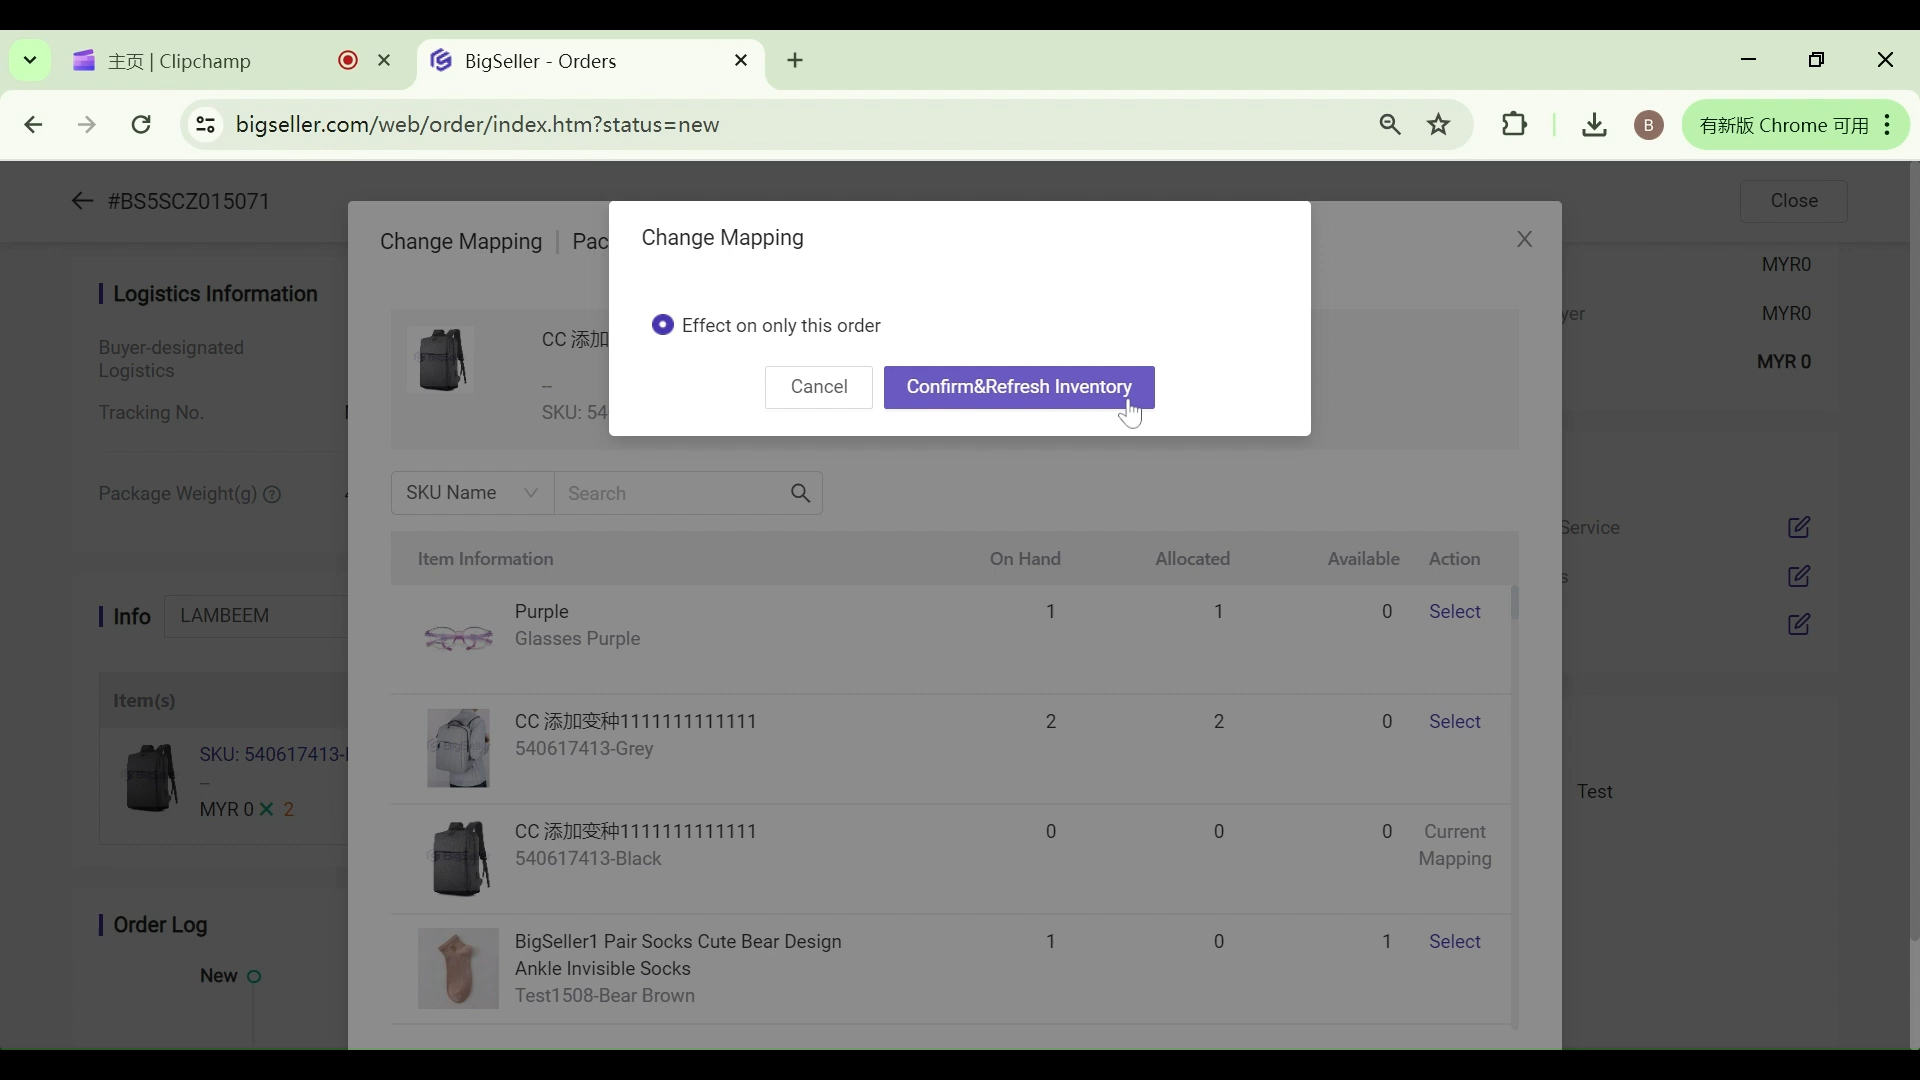 主页 | Clipchamp
BigSeller - Orders
bigseller.com/web/order/index.htm?status=new
B
有新版 Chrome 可用
#BS5SCZ015071
Close
Change Mapping
Pac
Change Mapping
Effect on only this order
Cancel
Confirm&Refresh Inventory
Logistics Information
Buyer-designated
Logistics
Tracking No.
Package Weight(g)
CC 添加
--
SKU: 54
MYR0
yer
MYR0
MYR 0
SKU Name
Search
Item Information
On Hand
Allocated
Available
Action
Purple
Glasses Purple
1
1
0
Select
CC 添加变种1111111111111
540617413-Grey
2
2
0
Select
CC 添加变种1111111111111
540617413-Black
0
0
0
Current
Mapping
BigSeller1 Pair Socks Cute Bear Design
Ankle Invisible Socks
Test1508-Bear Brown
1
0
1
Select
Service
s
Test
Info
LAMBEEM
Item(s)
SKU: 540617413-
--
MYR 0 × 2
Order Log
New